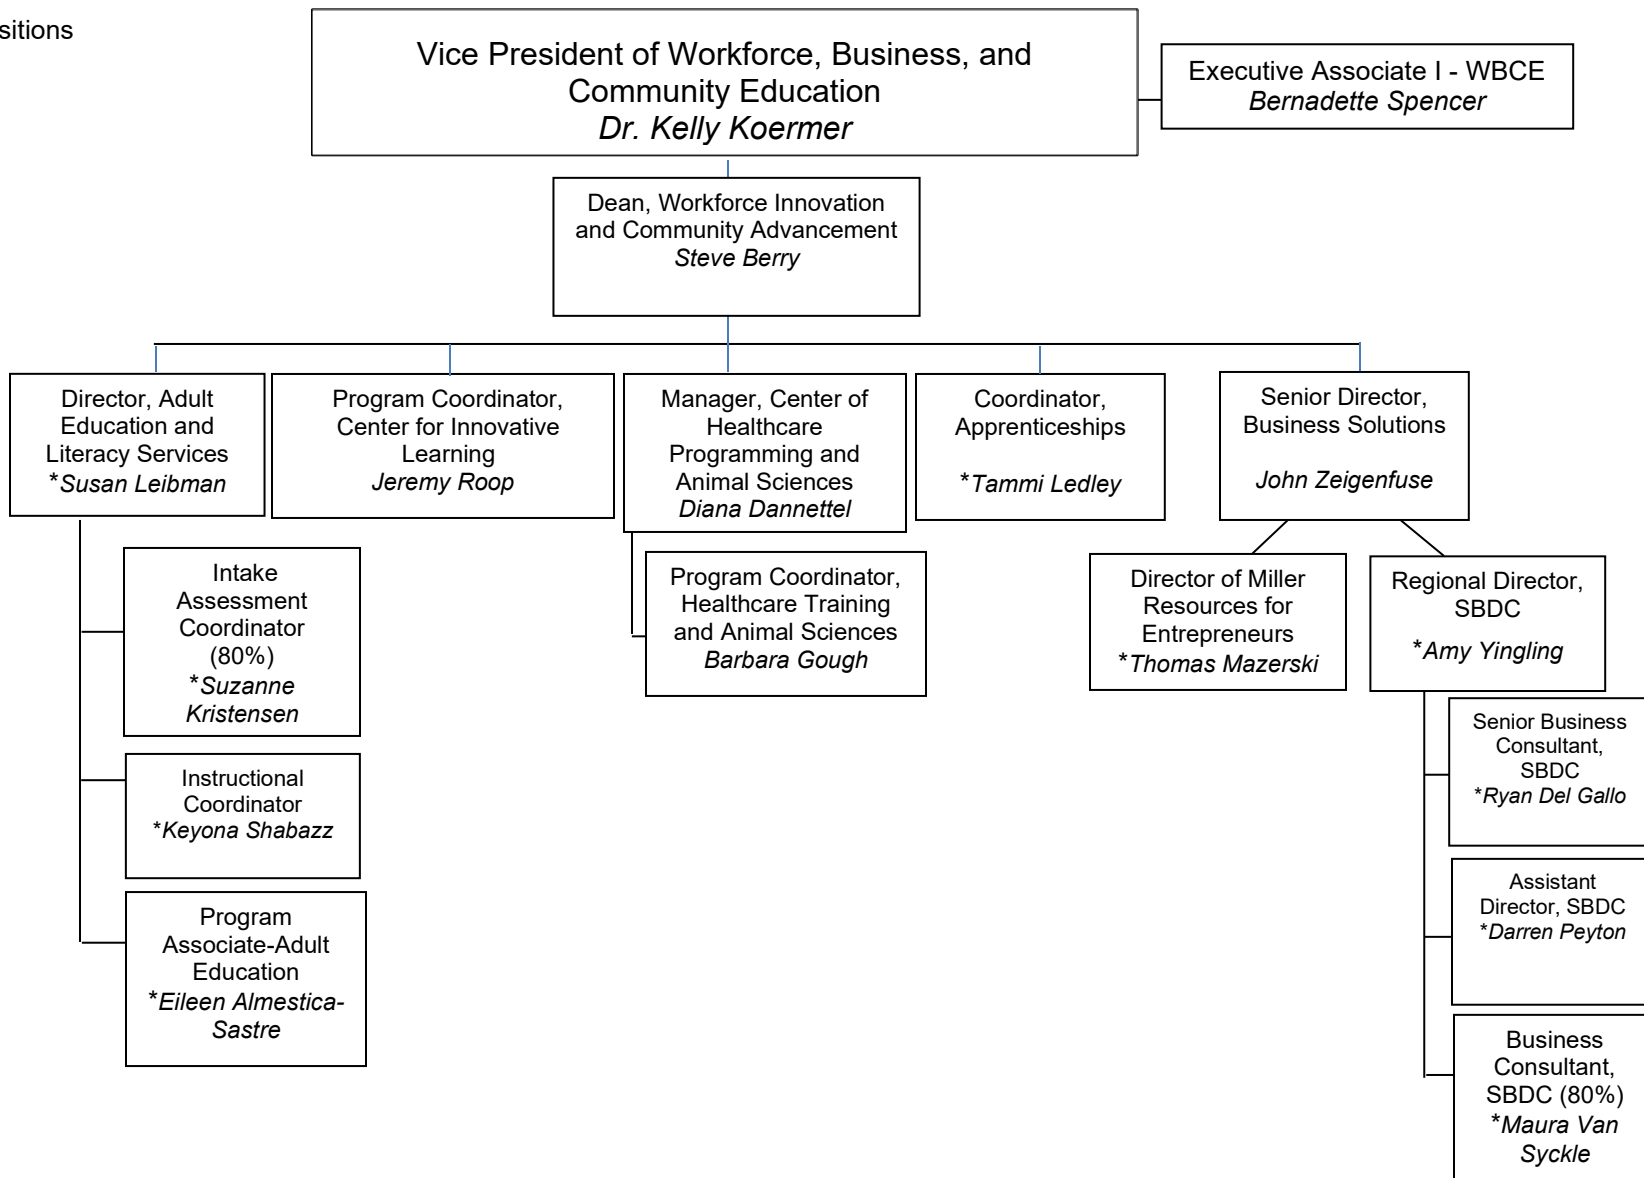 sitions
Vice President of Workforce, Business, and
Community Education
Dr. Kelly Koermer
Executive Associate I - WBCE
Bernadette Spencer
Dean, Workforce Innovation
and Community Advancement
Steve Berry
Director, Adult
Education and
Literacy Services
*Susan Leibman
Program Coordinator,
Center for Innovative
Learning
Jeremy Roop
Manager, Center of
Healthcare
Programming and
Animal Sciences
Diana Dannettel
Coordinator,
Apprenticeships
*Tammi Ledley
Senior Director,
Business Solutions
John Zeigenfuse
Intake
Assessment
Coordinator
(80%)
*Suzanne
Kristensen
Instructional
Coordinator
*Keyona Shabazz
Program
Associate-Adult
Education
*Eileen Almestica-
Sastre
Program Coordinator,
Healthcare Training
and Animal Sciences
Barbara Gough
Director of Miller
Resources for
Entrepreneurs
*Thomas Mazerski
Regional Director,
SBDC
*Amy Yingling
Senior Business
Consultant,
SBDC
*Ryan Del Gallo
Assistant
Director, SBDC
*Darren Peyton
Business
Consultant,
SBDC (80%)
*Maura Van
Syckle